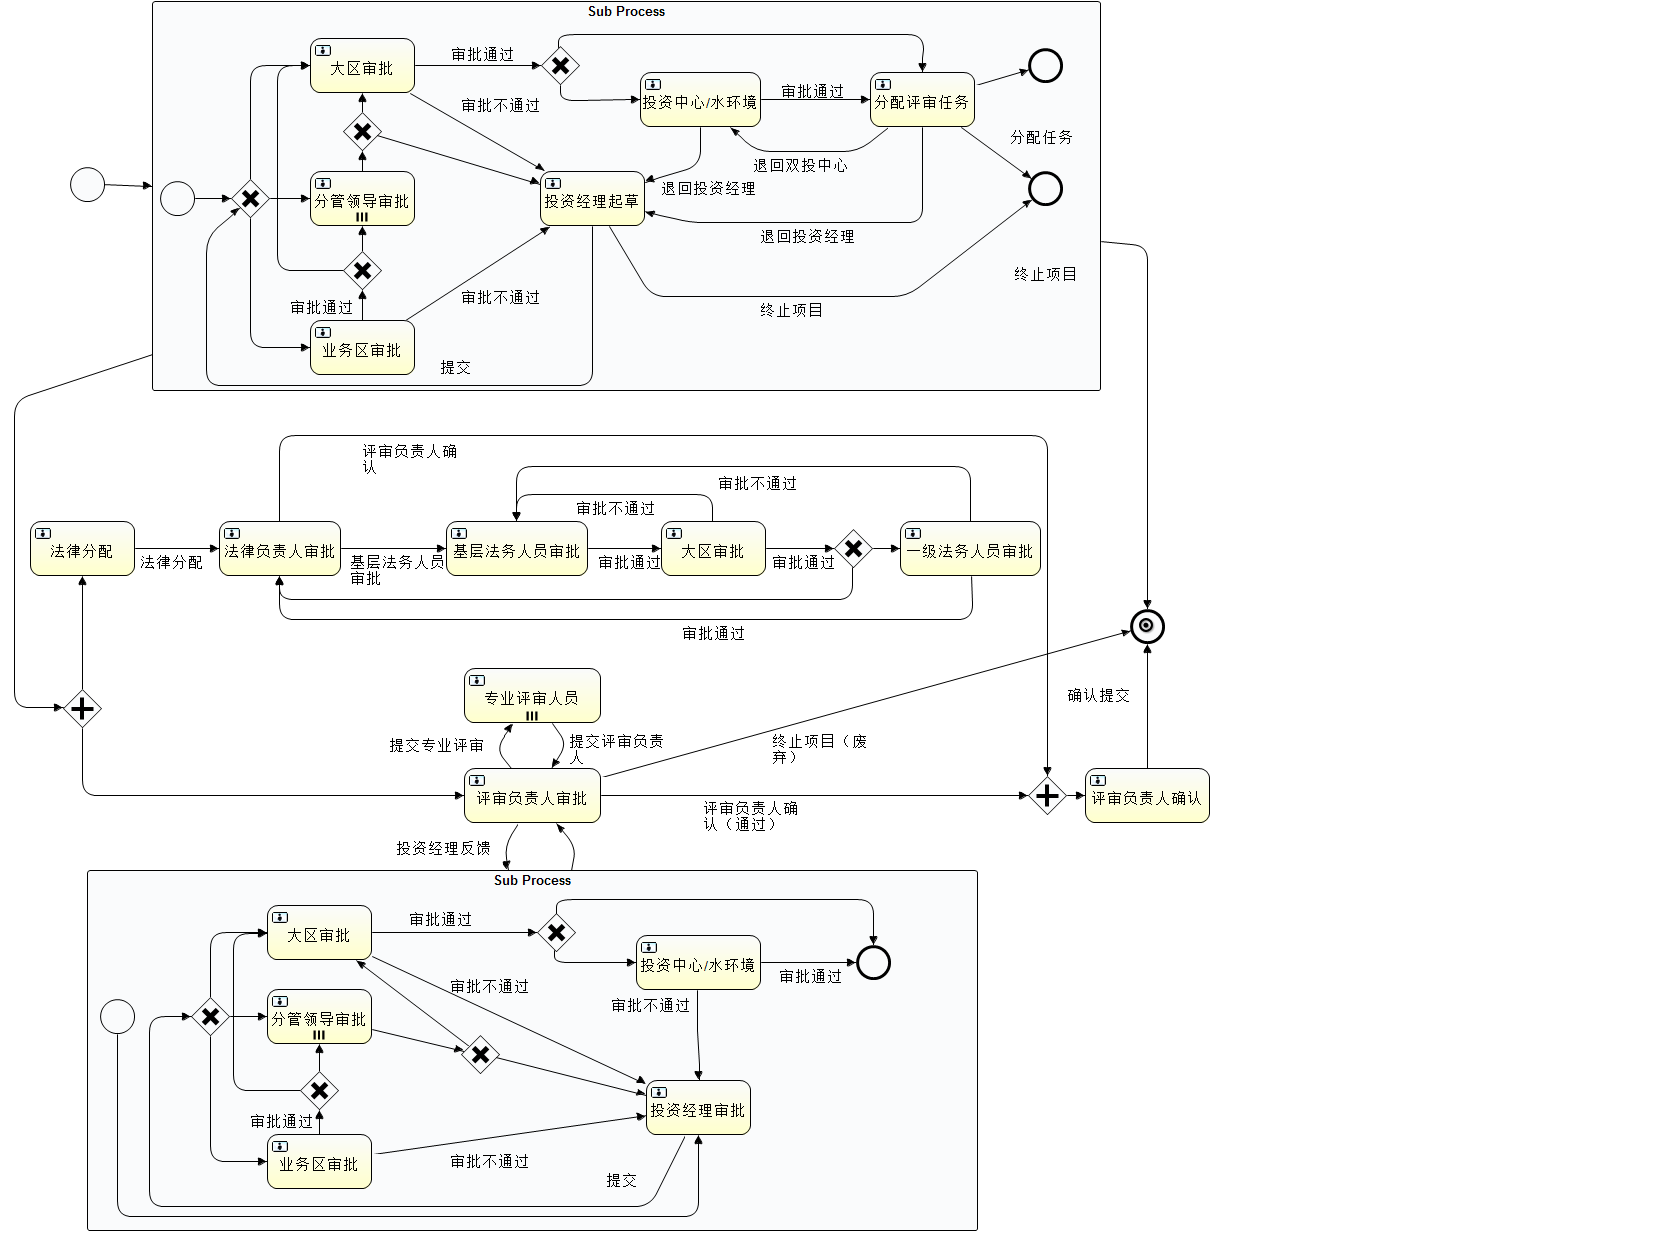 Sub Process
大区审批
审批通过
审批不通过
投资中心/水环境
审批通过
分配评审任务
分配任务
退回双投中心
分管领导审批
投资经理起草
退回投资经理
退回投资经理
终止项目
审批通过
审批不通过
终止项目
业务区审批
提交
评审负责人确
认
审批不通过
审批不通过
法律分配
法律分配
法律负责人审批
基层法务人员
审批
基层法务人员审批
审批通过
大区审批
审批通过
一级法务人员审批
审批通过
专业评审人员
确认提交
提交专业评审
提交评审负责
人
终止项目（废
弃）
评审负责人审批
评审负责人确
认（通过）
评审负责人确认
投资经理反馈
Sub Process
大区审批
审批通过
投资中心/水环境
审批通过
审批不通过
审批不通过
分管领导审批
投资经理审批
审批通过
业务区审批
审批不通过
提交